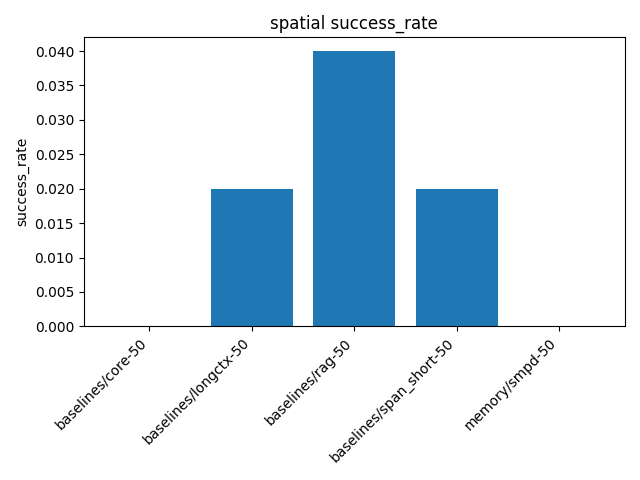 spatial success_rate
success_rate
0.040
0.035
0.030
0.025
0.020
0.015
0.010
0.005
0.000
baselines/core-50
baselines/longctx-50
baselines/rag-50
baselines/span_short-50
memory/smpd-50